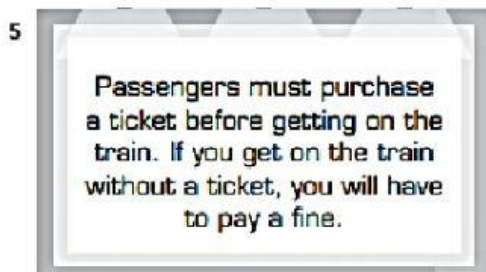 5
Passengers must purchase
a ticket before getting on the
train. If you get on the train
without a ticket, you will have
to pay a fine.